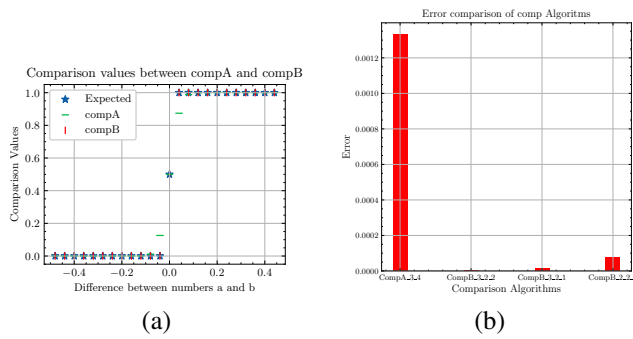 Comparison values between compA and compB
Expected
compA
compB
Comparison Values
1.0
0.8
0.6
0.4
0.2
0.0
−0.4 −0.2 0.0 0.2 0.4
Difference between numbers a and b
(a)
Error comparison of comp Algoritms
Error
0.0012
0.0010
0.0008
0.0006
0.0004
0.0002
0.0000
CompA_3_4 CompB_3_2_2 CompB_3_2_1 CompB_2_2
Comparison Algorithms
(b)